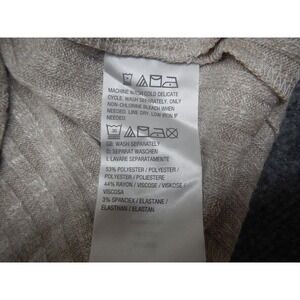 MACHINE WASH COLD DELICATE
CYCLE. WASH SEPARATELY. ONLY
NON-CHLORINE BLEACH WHEN
NEEDED. LINE DRY. LOW IRON IF
NEEDED.
WASH SEPARATELY
SEPARAT WASCHEN
LAVARE SEPARATAMENTE
53% POLYESTER / POLYESTER /
POLYESTER / POLIESTERE
44% RAYON / VISCOSE / VISKOSE /
VISCOSA
3% SPANDEX / ELASTANE /
ELASTHAN / ELASTAN